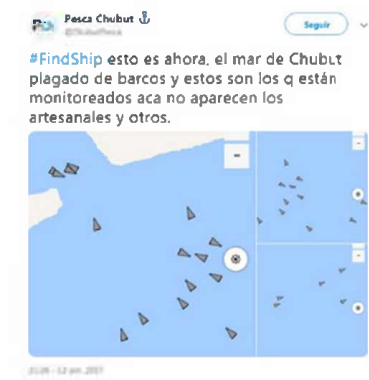 Pesca Chubut ⚓
Seguir
#FindShip esto es ahora, el mar de Chubut
plagado de barcos y estos son los q están
monitoreados aca no aparecen los
artesanales y otros.